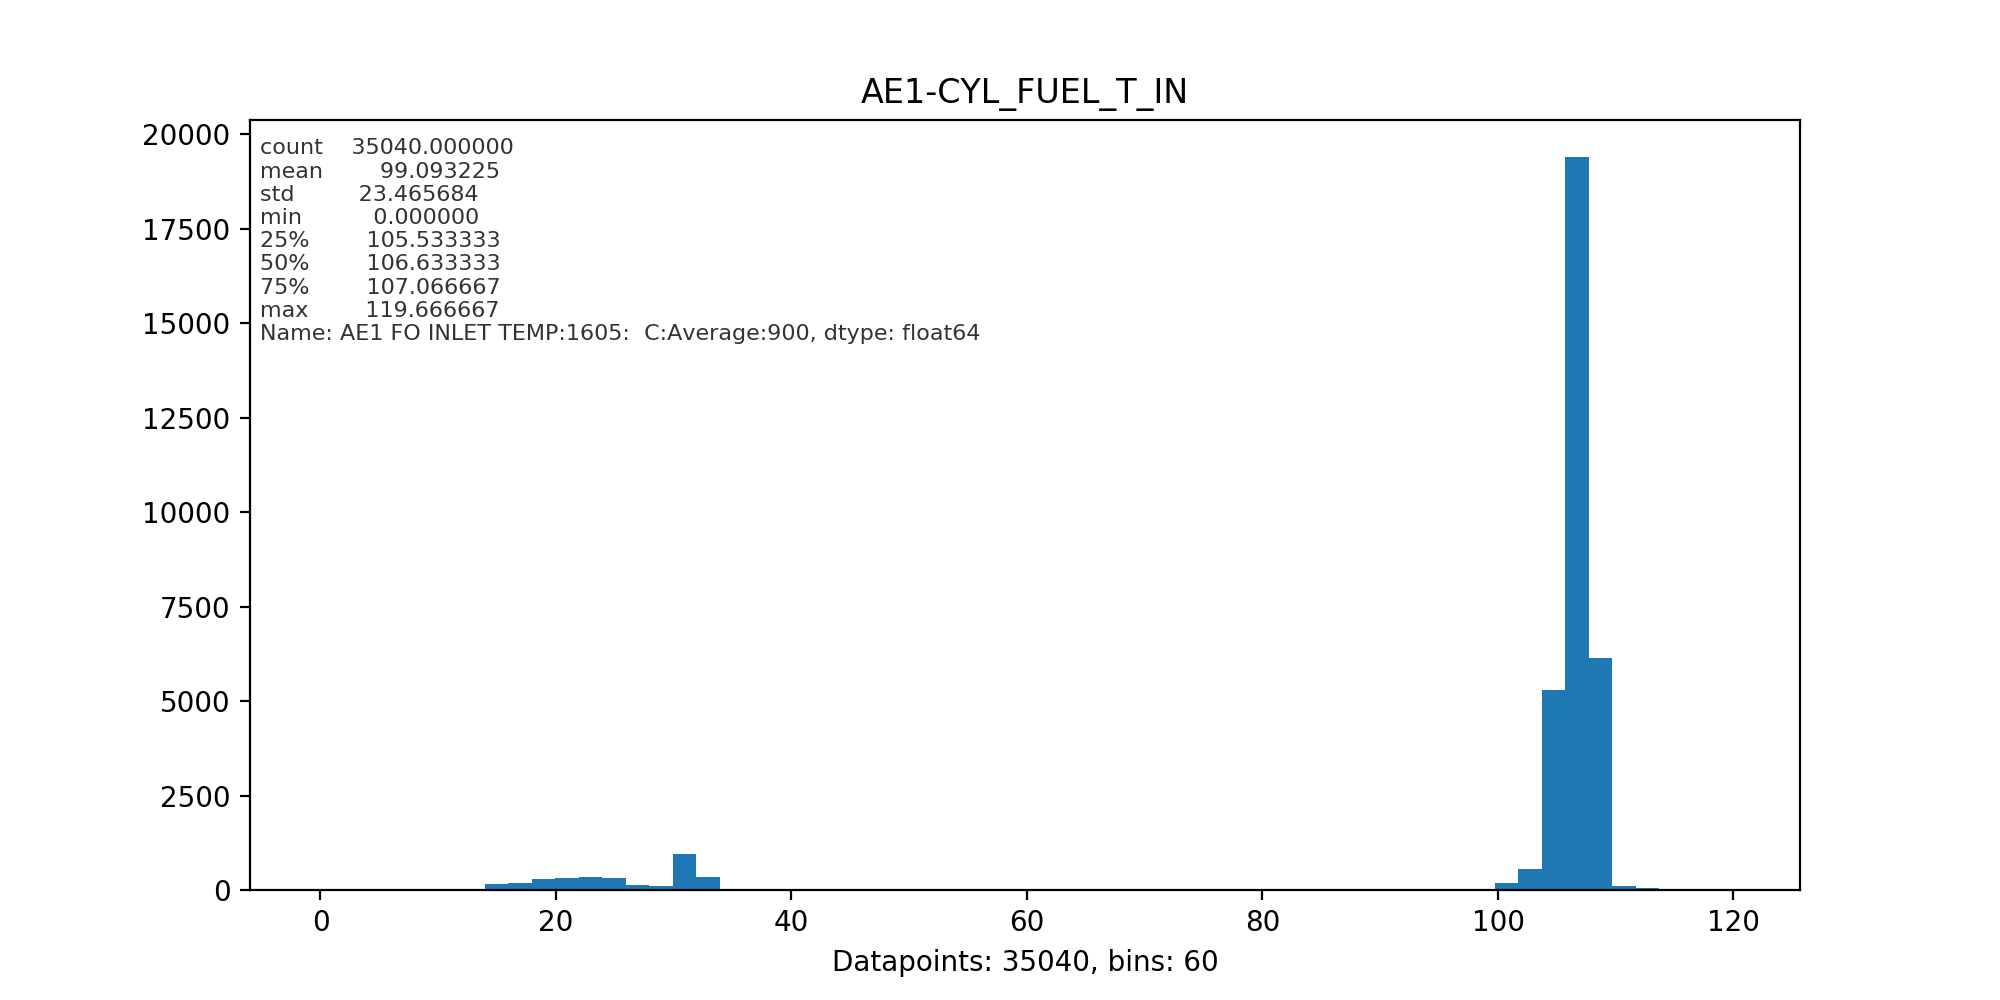 AE1-CYL_FUEL_T_IN
20000
17500
15000
12500
10000
7500
5000
2500
0
count 35040.000000
mean 99.093225
std 23.465684
min 0.000000
25% 105.533333
50% 106.633333
75% 107.066667
max 119.666667
Name: AE1 FO INLET TEMP:1605:  C:Average:900, dtype: float64
0 20 40 60 80 100 120
Datapoints: 35040, bins: 60